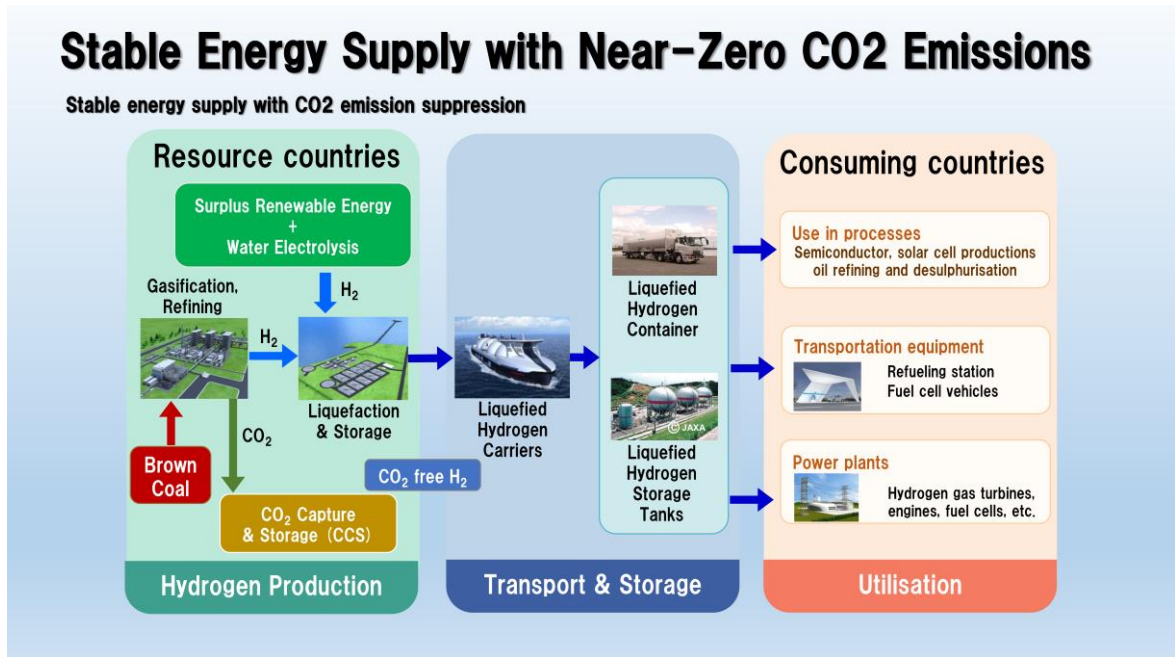 Stable Energy Supply with Near-Zero CO2 Emissions
Stable energy supply with CO2 emission suppression
Resource countries
Surplus Renewable Energy
+
Water Electrolysis
Gasification,
Refining
H₂
H₂
Liquefaction
& Storage
CO₂
Brown
Coal
CO₂ Capture
& Storage (CCS)
Hydrogen Production
CO₂ free H₂
Liquefied
Hydrogen
Carriers
Liquefied
Hydrogen
Container
© JAXA
Liquefied
Hydrogen
Storage
Tanks
Transport & Storage
Consuming countries
Use in processes
Semiconductor, solar cell productions
oil refining and desulphurisation
Transportation equipment
Refueling station
Fuel cell vehicles
Power plants
Hydrogen gas turbines,
engines, fuel cells, etc.
Utilisation